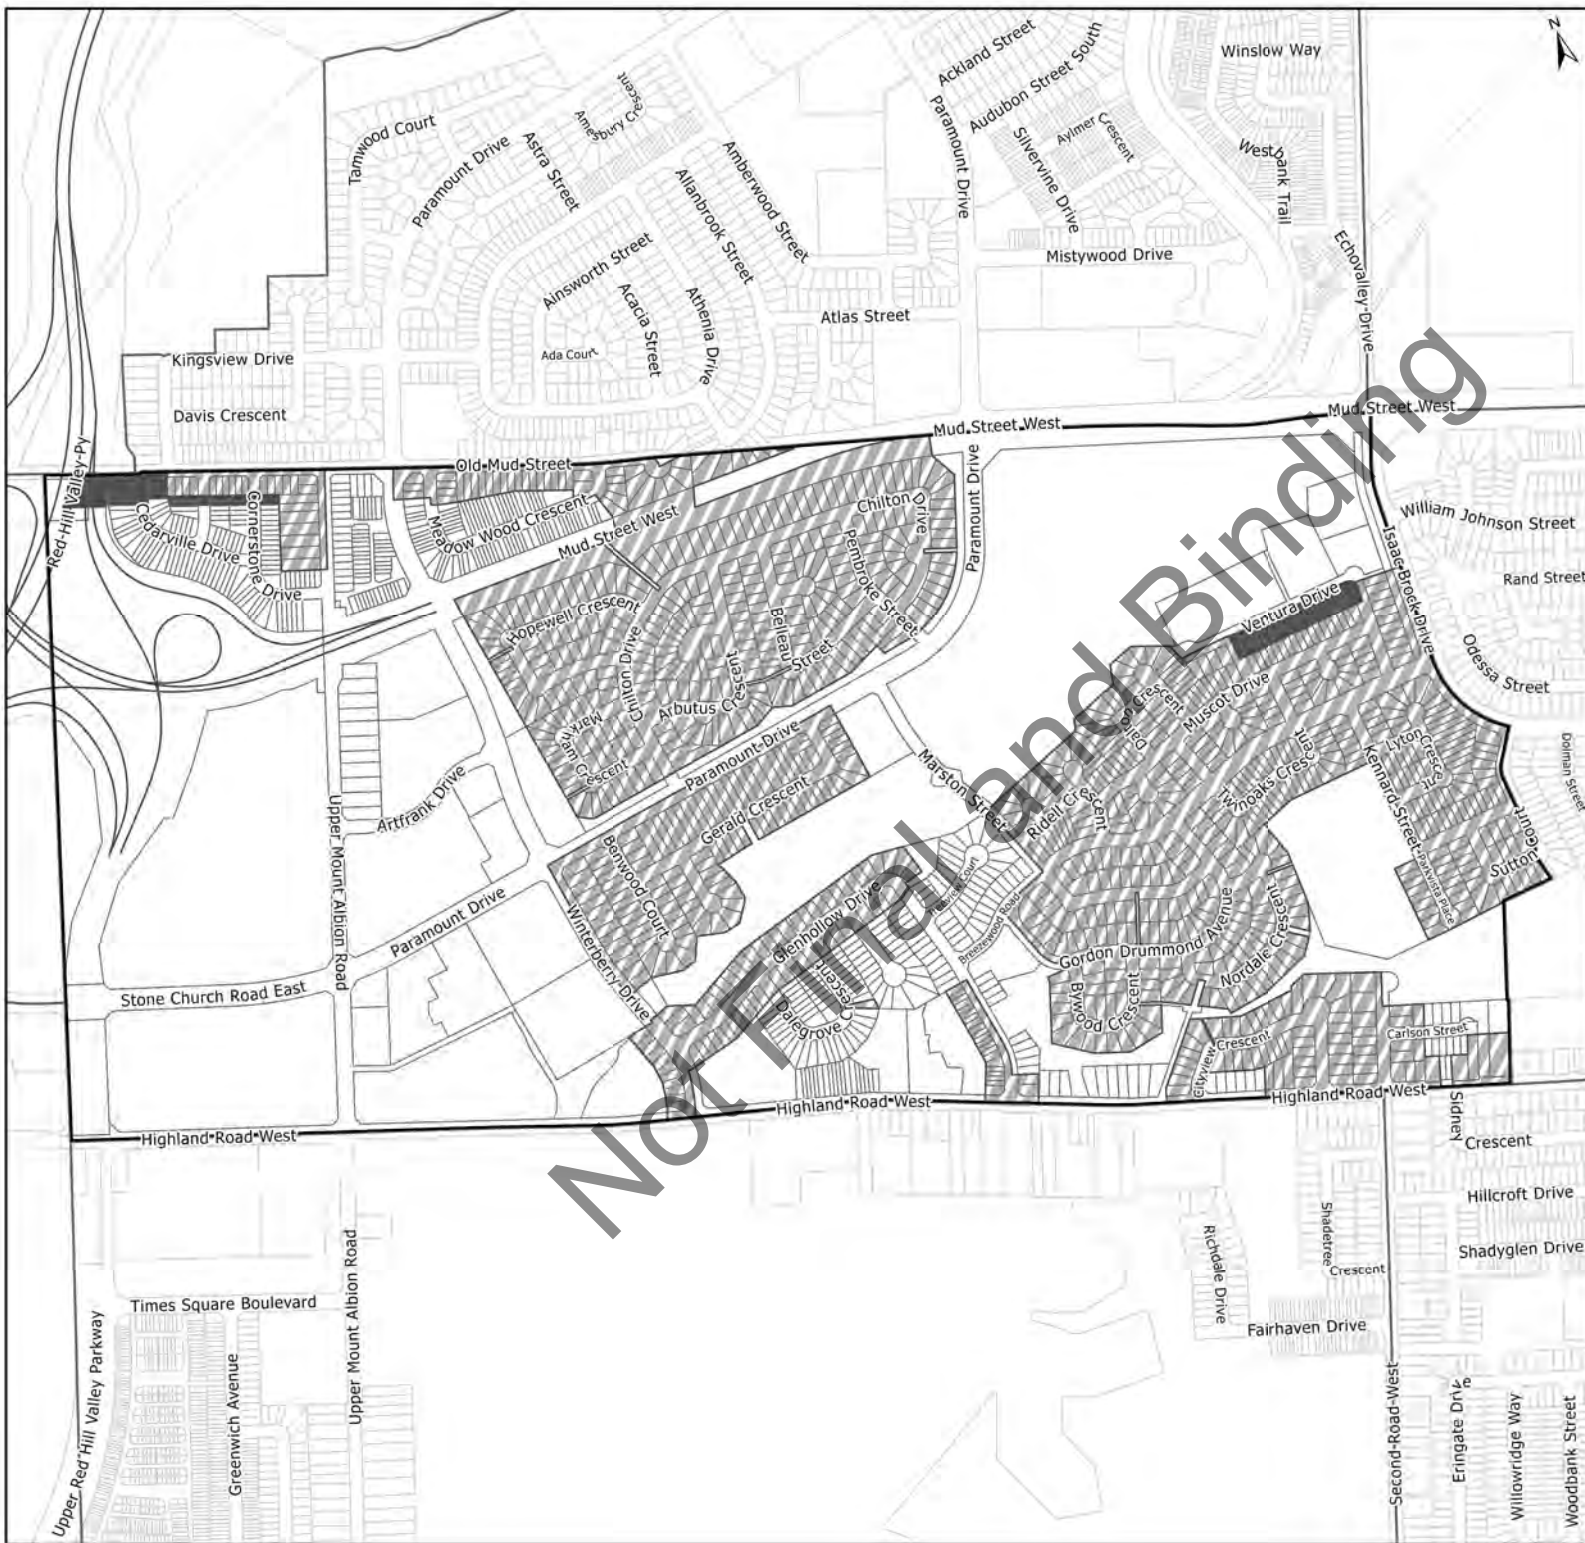 N
Winslow Way
Ackland Street
Audubon Street South
Paramount Drive
Silvervine Drive
Aylmer Crescent
Westbank Trail
Amesbury Crescent
Tamwood Court
Paramount Drive
Astra Street
Amberwood Street
Allanbrook Street
Mistywood Drive
Echovalley Drive
Ainsworth Street
Acacia Street
Athenia Drive
Atlas Street
Ada Court
Kingsview Drive
Davis Crescent
Mud Street West
Mud Street West
Old Mud Street
Red Hill Valley Py
Cedarville Drive
Cornerstone Drive
Meadow Wood Crescent
Mud Street West
Chilton Drive
Pembroke Street
Paramount Drive
William Johnson Street
Isaac Brock Drive
Rand Street
Hopewell Crescent
Chilton Drive
Belleau Street
Ventura Drive
Odessa Street
Arbutus Crescent
Markham Crescent
Dalton Crescent
Muscot Drive
Paramount Drive
Marston Street
Lyton Crescent
Dolman Street
Twinoaks Crescent
Kennard Street
Gerald Crescent
Artfrank Drive
Upper Mount Albion Road
Ridell Crescent
Sutton Court
Parkvista Place
Benwood Court
Glenhollow Drive
Treeview Court
Breezewood Road
Paramount Drive
Winterberry Drive
Gordon Drummond Avenue
Nordale Crescent
Stone Church Road East
Dalegrove Crescent
Bywood Crescent
Cityview Crescent
Carlson Street
Highland Road West
Highland Road West
Highland Road West
Sidney
Crescent
Hillcroft Drive
Shadyglen Drive
Shadetree
Crescent
Richdale Drive
Fairhaven Drive
Times Square Boulevard
Upper Mount Albion Road
Upper Red Hill Valley Parkway
Greenwich Avenue
Second Road West
Eringate Drive
Willowridge Way
Woodbank Street
Not Final and Binding